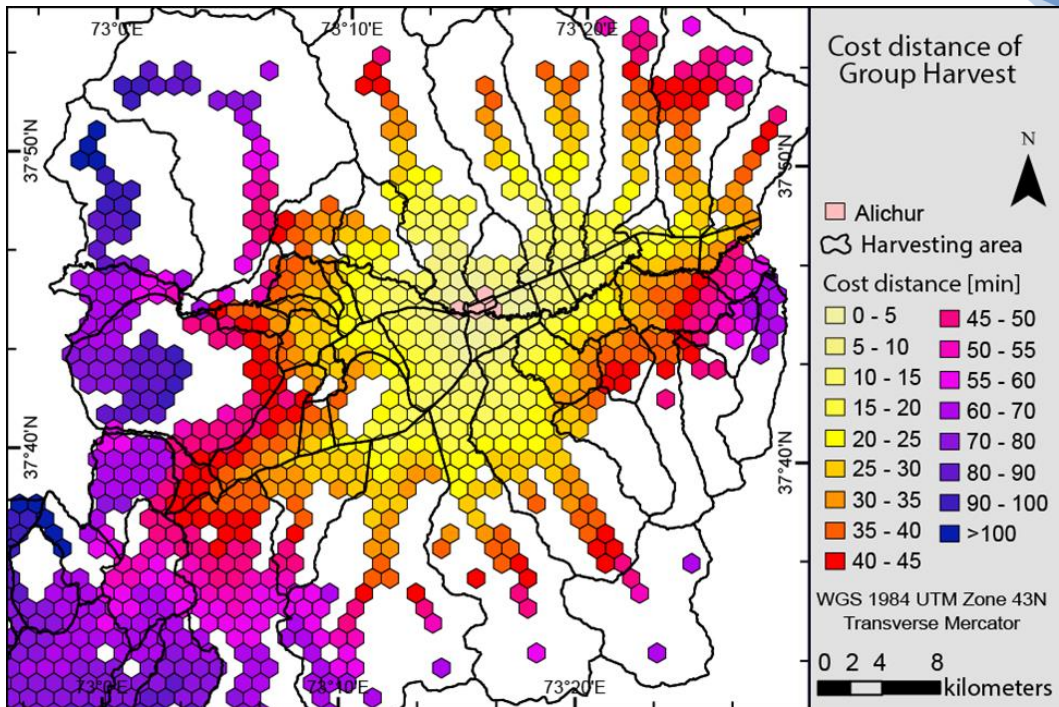 73°0'E
73°10'E
73°20'E
37°50'N
37°50'N
37°40'N
37°40'N
73°0'E
73°10'E
73°20'E
Cost distance of
Group Harvest
N
Alichur
Harvesting area
Cost distance [min]
0 - 5
5 - 10
10 - 15
15 - 20
20 - 25
25 - 30
30 - 35
35 - 40
40 - 45
45 - 50
50 - 55
55 - 60
60 - 70
70 - 80
80 - 90
90 - 100
>100
WGS 1984 UTM Zone 43N
Transverse Mercator
0 2 4 8
kilometers